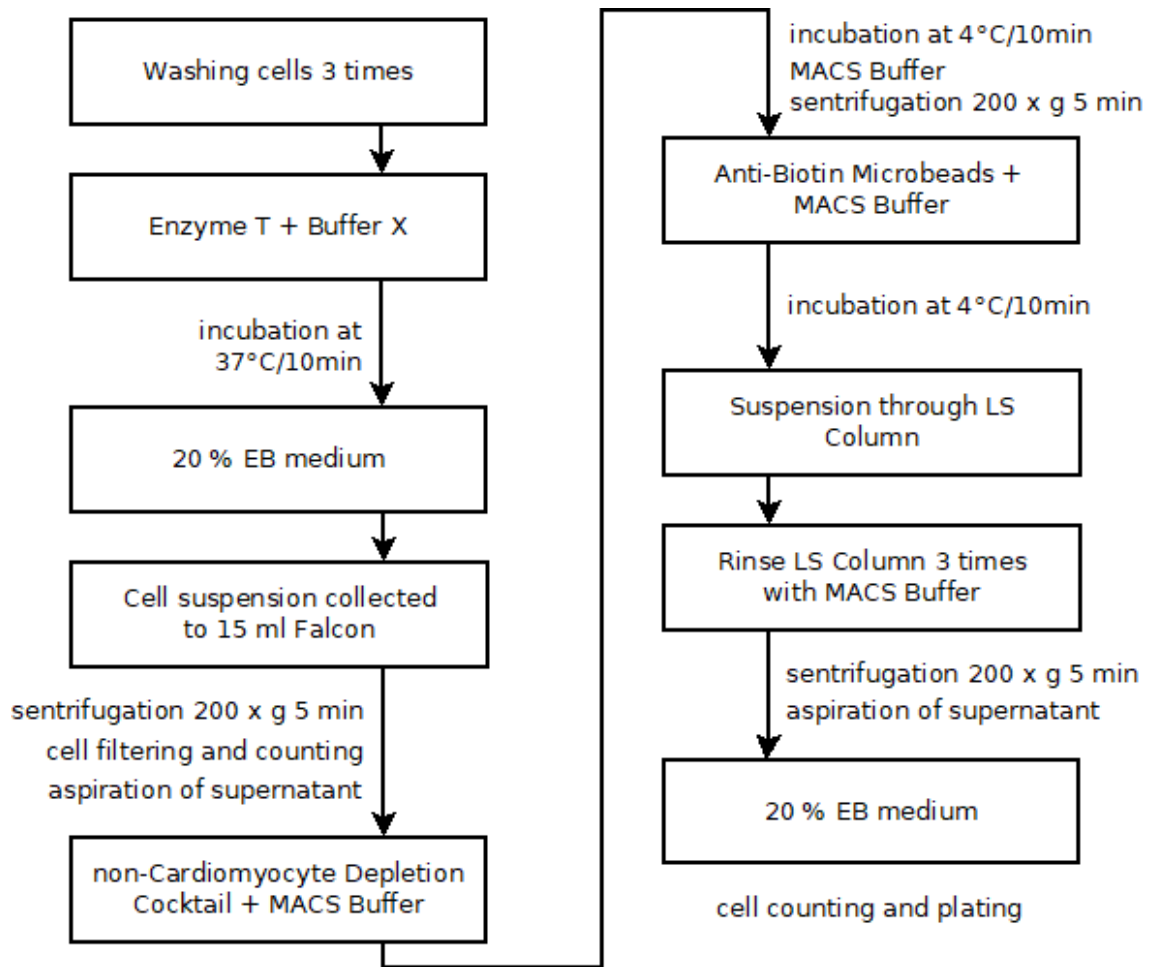 Washing cells 3 times
Enzyme T + Buffer X
incubation at
37°C/10min
20 % EB medium
Cell suspension collected
to 15 ml Falcon
sentrifugation 200 x g 5 min
cell filtering and counting
aspiration of supernatant
non-Cardiomyocyte Depletion
Cocktail + MACS Buffer
incubation at 4°C/10min
MACS Buffer
sentrifugation 200 x g 5 min
Anti-Biotin Microbeads +
MACS Buffer
incubation at 4°C/10min
Suspension through LS
Column
Rinse LS Column 3 times
with MACS Buffer
sentrifugation 200 x g 5 min
aspiration of supernatant
20 % EB medium
cell counting and plating